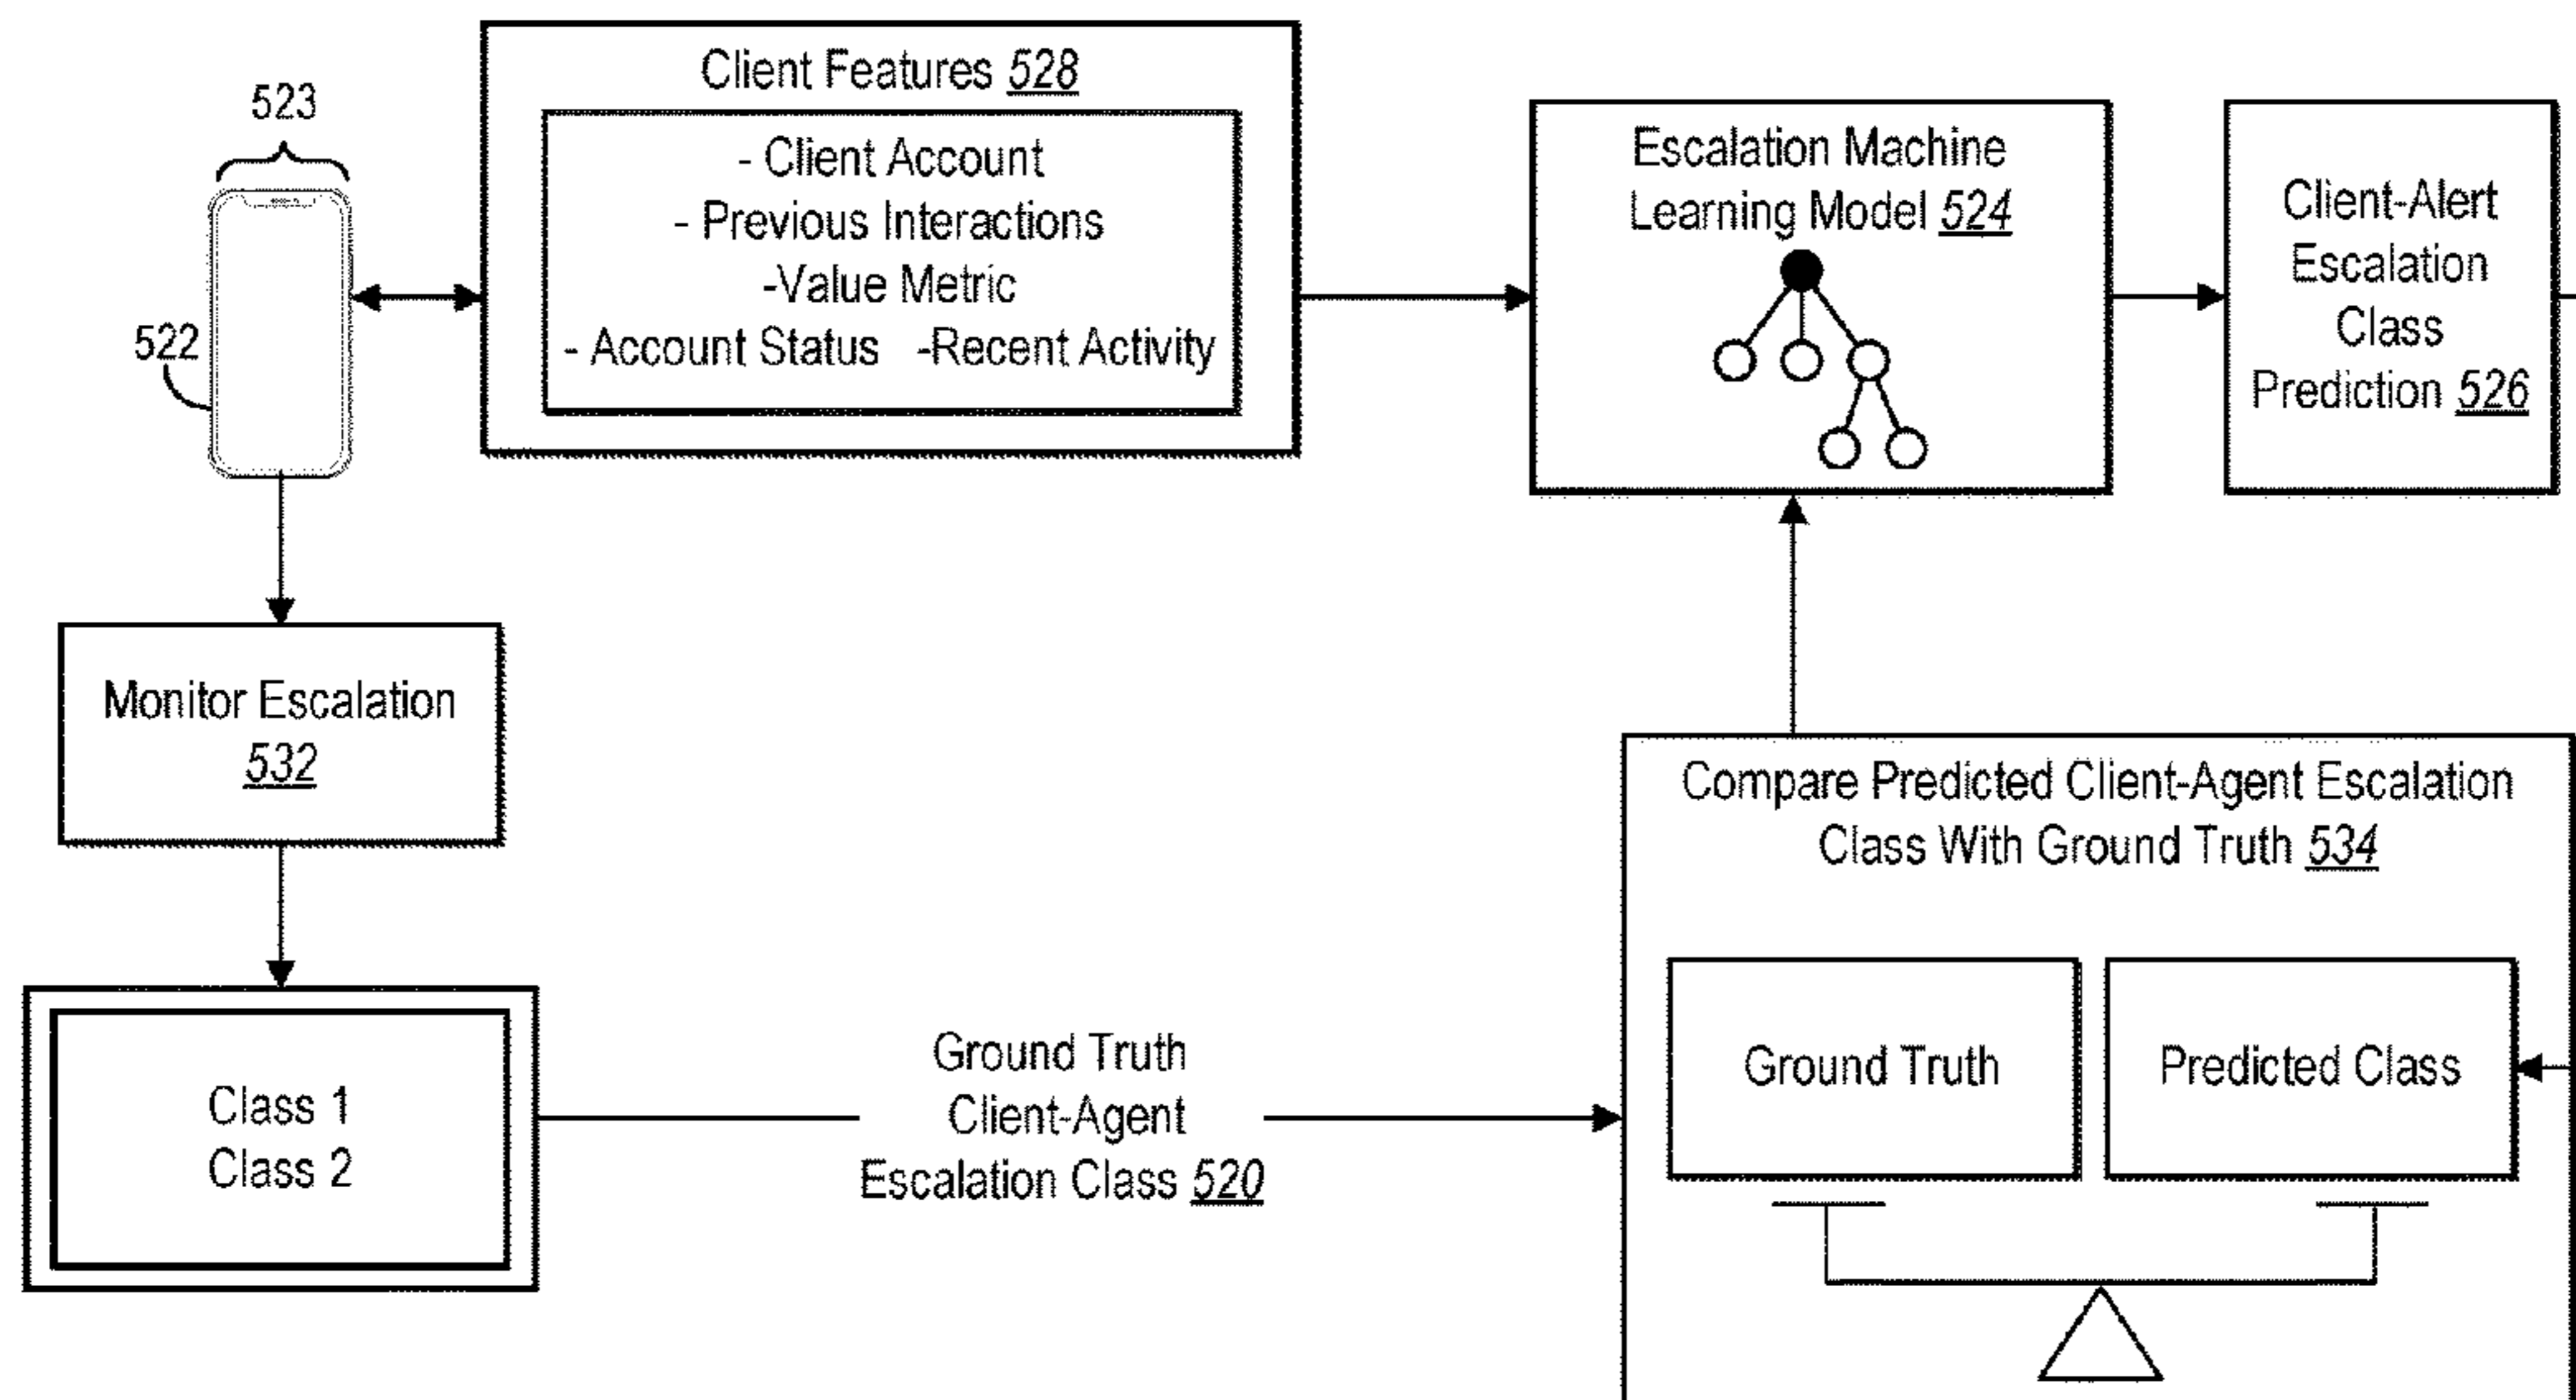 523
522
Client Features 528
- Client Account
- Previous Interactions
-Value Metric
- Account Status -Recent Activity
Escalation Machine
Learning Model 524
Client-Alert
Escalation
Class
Prediction 526
Monitor Escalation
532
Class 1
Class 2
Ground Truth
Client-Agent
Escalation Class 520
Compare Predicted Client-Agent Escalation
Class With Ground Truth 534
Ground Truth
Predicted Class